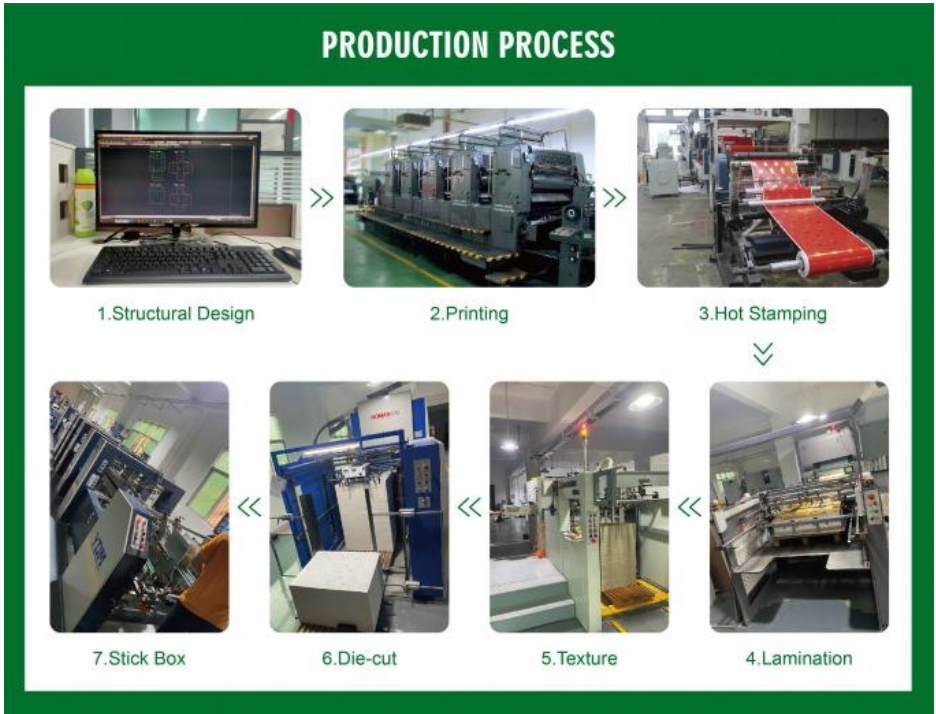 PRODUCTION PROCESS
1.Structural Design
2.Printing
3.Hot Stamping
4.Lamination
5.Texture
6.Die-cut
7.Stick Box